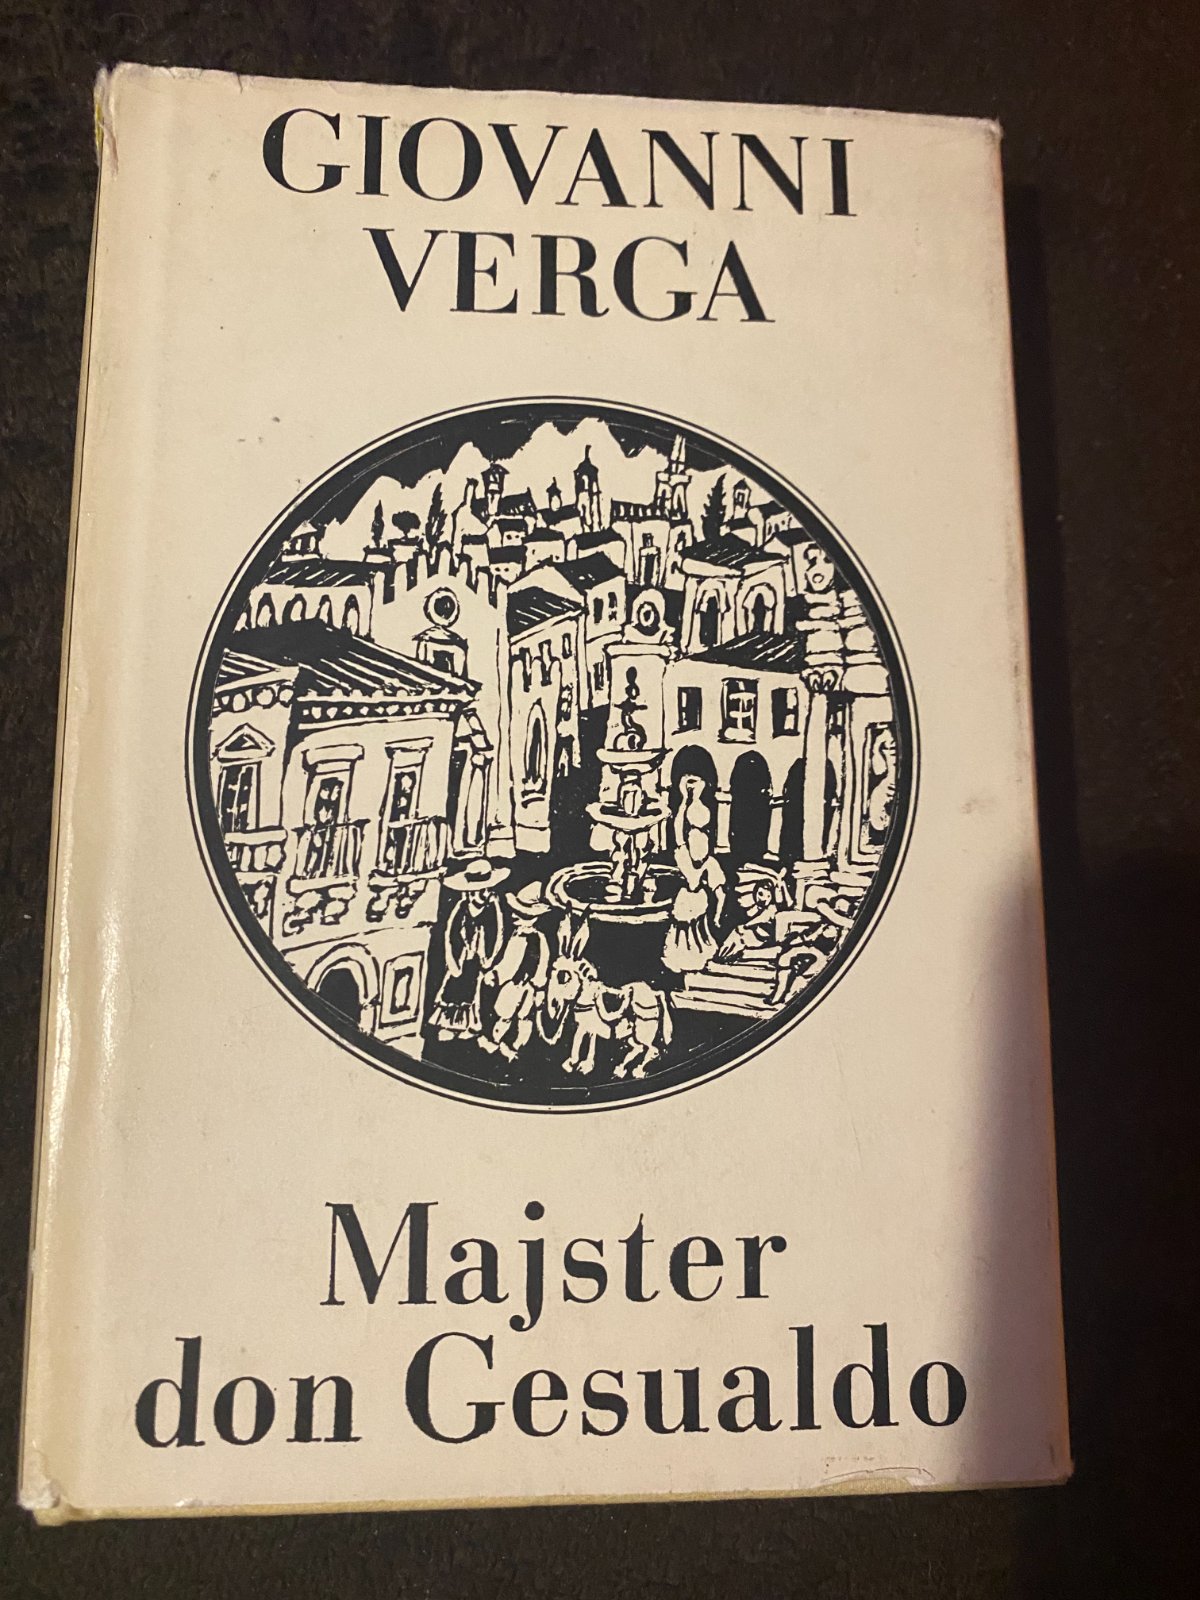 GIOVANNI
VERGA
Majster
don Gesualdo